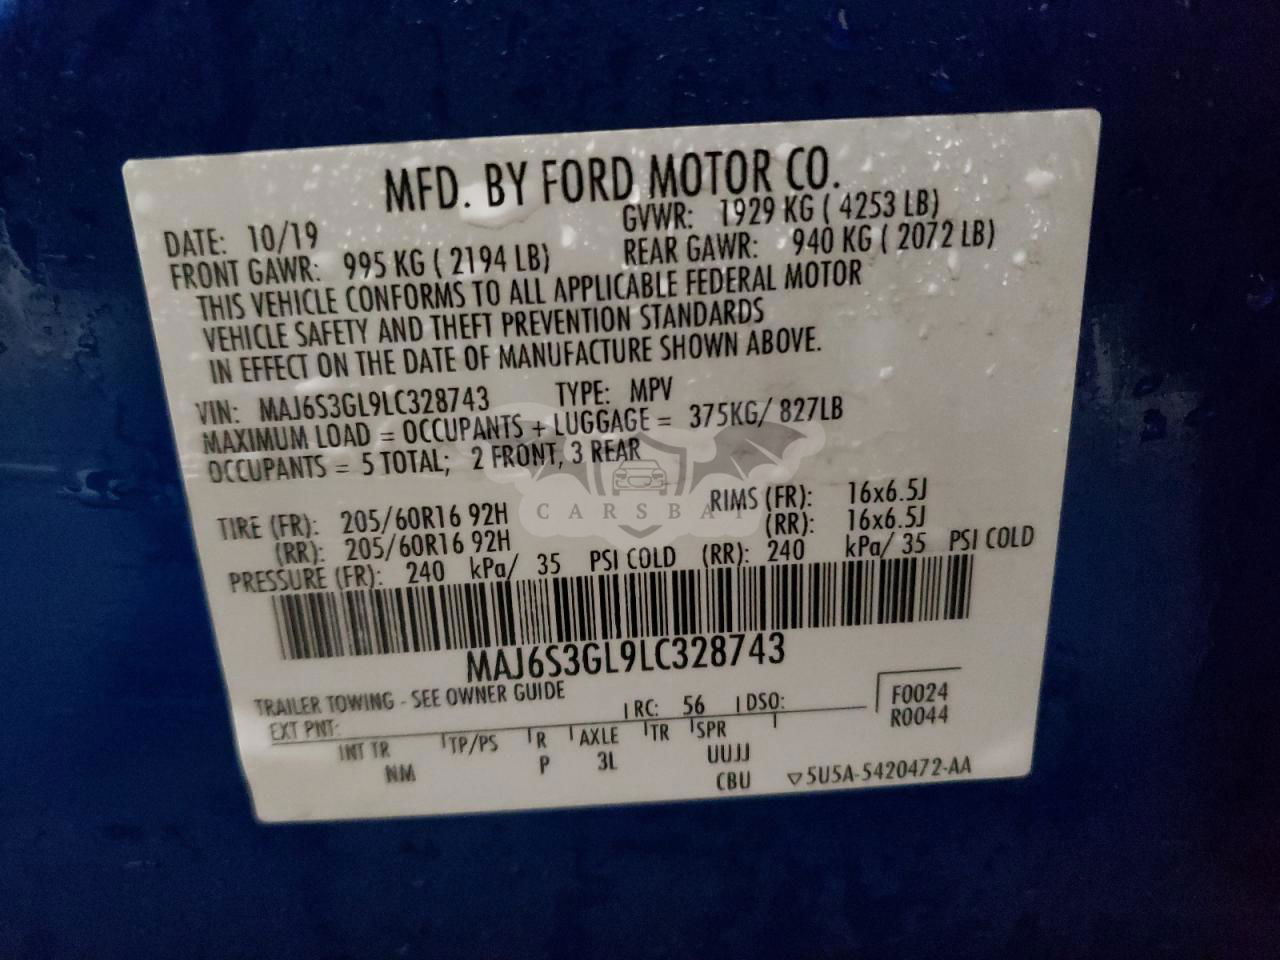 MFD. BY FORD MOTOR CO.
DATE: 10/19 GVWR: 1929 KG ( 4253 LB)
FRONT GAWR: 995 KG ( 2194 LB) REAR GAWR: 940 KG ( 2072 LB)
THIS VEHICLE CONFORMS TO ALL APPLICABLE FEDERAL MOTOR
VEHICLE SAFETY AND THEFT PREVENTION STANDARDS
IN EFFECT ON THE DATE OF MANUFACTURE SHOWN ABOVE.
VIN: MAJ6S3GL9LC328743 TYPE: MPV
MAXIMUM LOAD = OCCUPANTS + LUGGAGE = 375KG/ 827LB
OCCUPANTS = 5 TOTAL; 2 FRONT, 3 REAR
CARSBAT
TIRE (FR): 205/60R16 92H RIMS (FR): 16x6.5J
(RR): 205/60R16 92H (RR): 16x6.5J
PRESSURE (FR): 240 kPa/ 35 PSI COLD (RR): 240 kPa/ 35 PSI COLD
MAJ6S3GL9LC328743
TRAILER TOWING - SEE OWNER GUIDE
EXT PNT: RC: 56 DSO: F0024
R0044
INT TR TP/PS R AXLE TR SPR
NM P 3L UUJJ
CBU ▽5U5A-5420472-AA